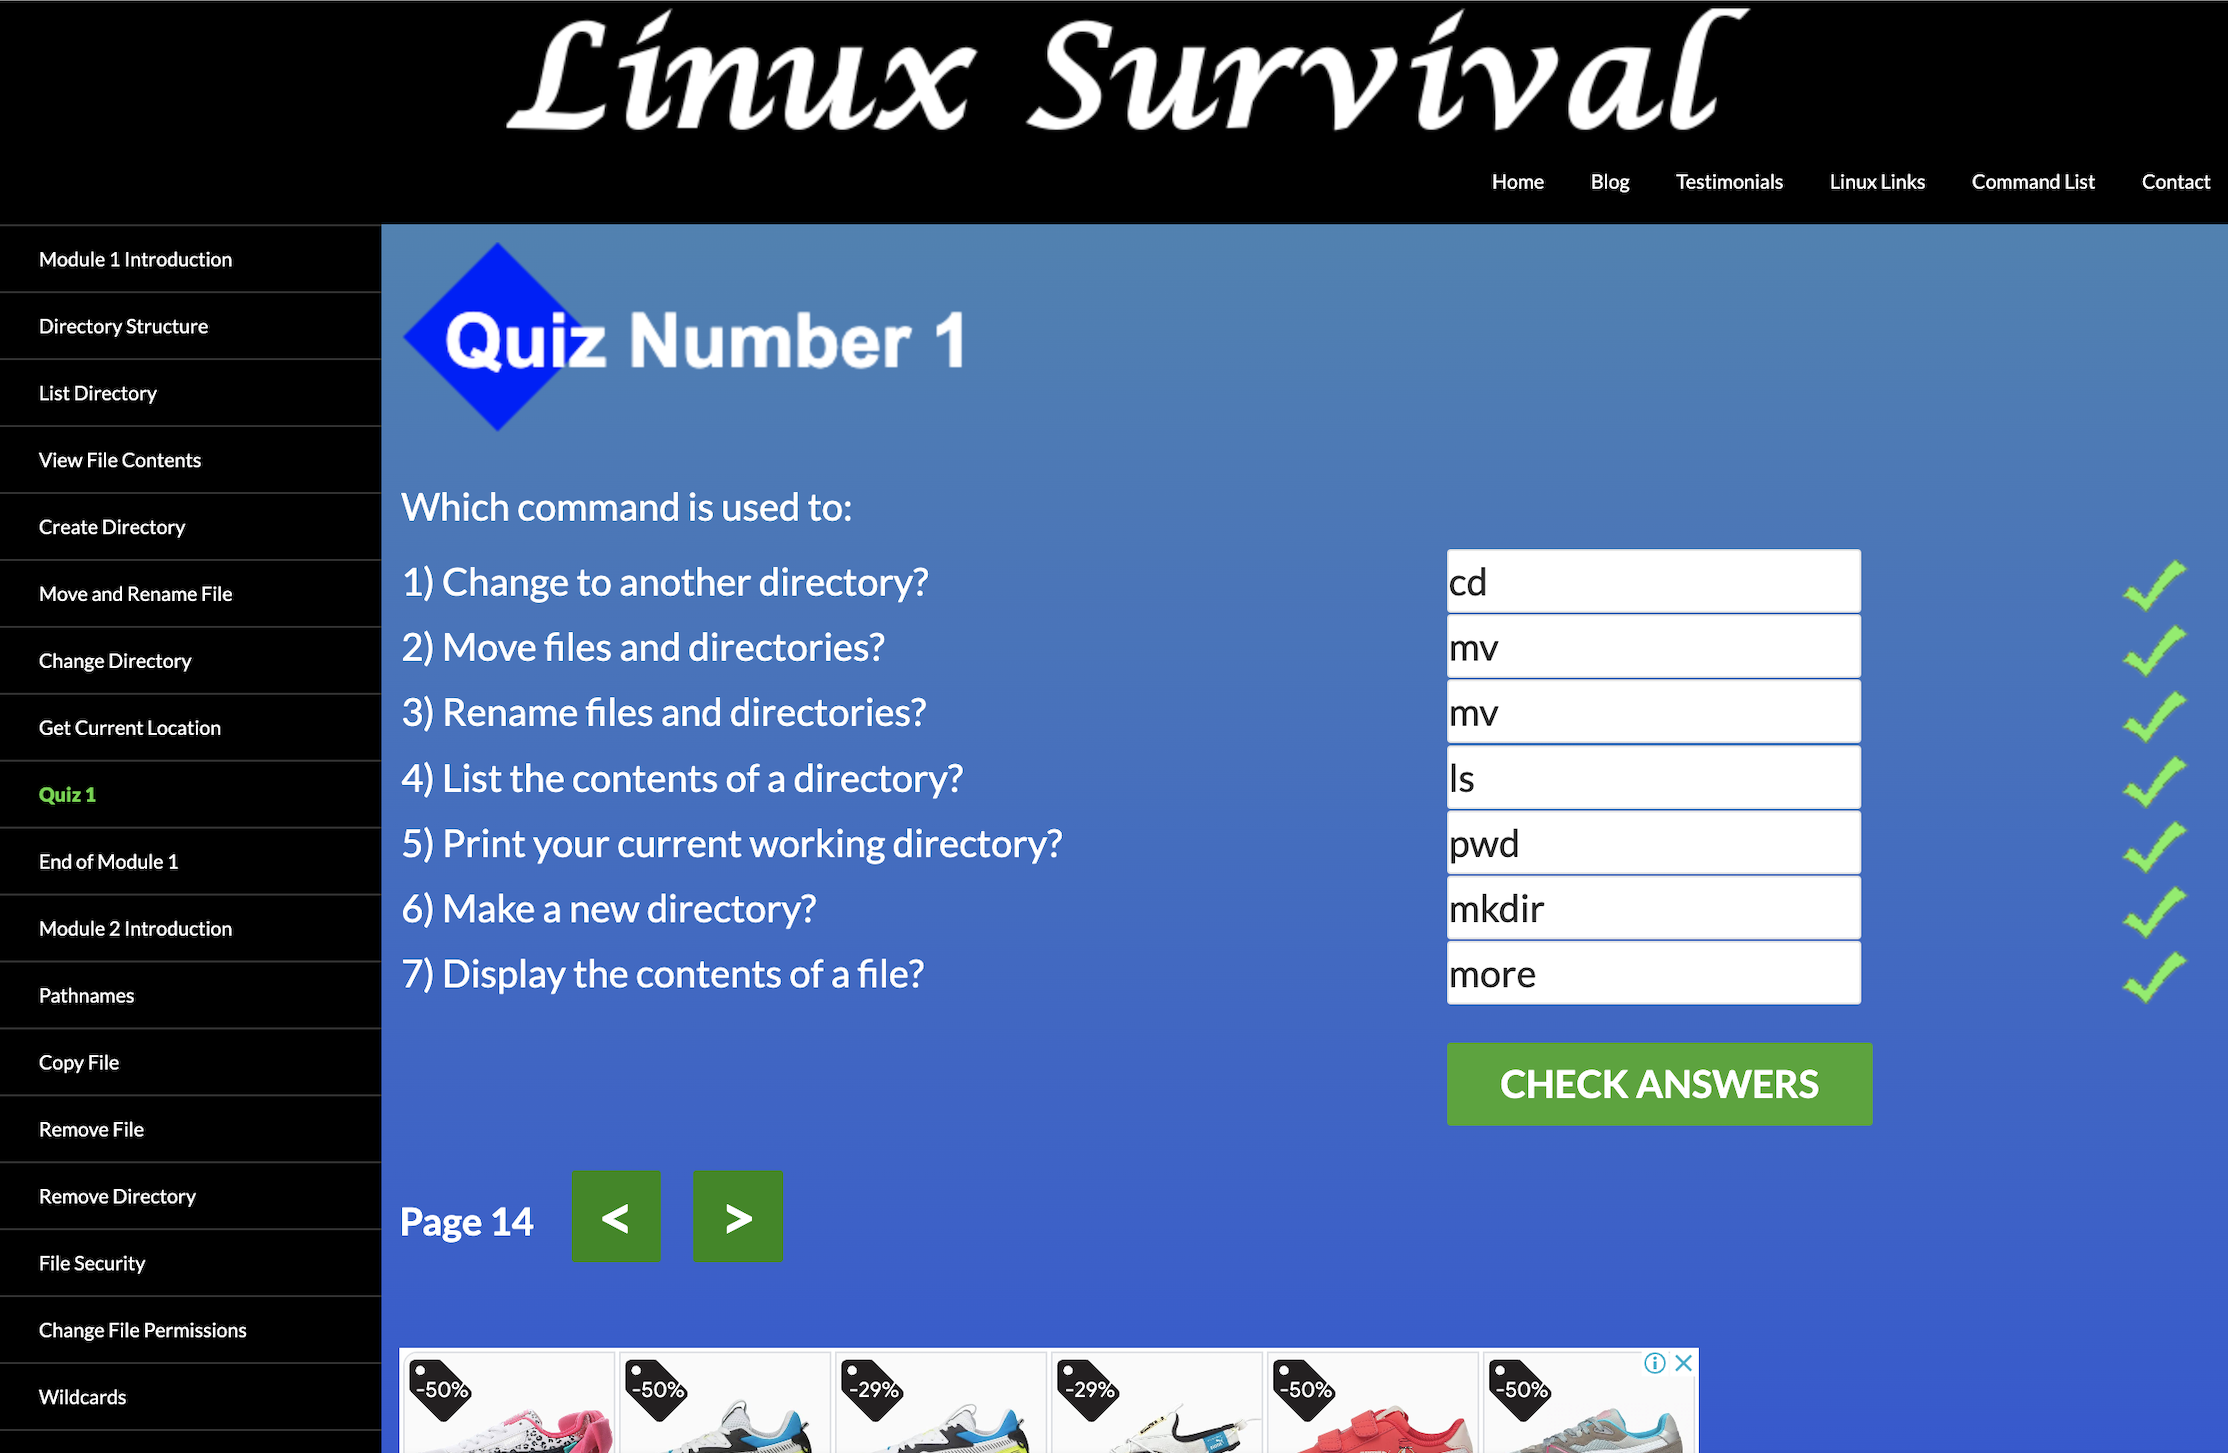 Linux Survival
Home Blog Testimonials Linux Links Command List Contact
Module 1 Introduction
Directory Structure
List Directory
View File Contents
Create Directory
Move and Rename File
Change Directory
Get Current Location
Quiz 1
End of Module 1
Module 2 Introduction
Pathnames
Copy File
Remove File
Remove Directory
File Security
Change File Permissions
Wildcards
Quiz Number 1
Which command is used to:
1) Change to another directory? cd
2) Move files and directories? mv
3) Rename files and directories? mv
4) List the contents of a directory? ls
5) Print your current working directory? pwd
6) Make a new directory? mkdir
7) Display the contents of a file? more
CHECK ANSWERS
Page 14 < >
-50% -50% -29% -29% -50% -50%